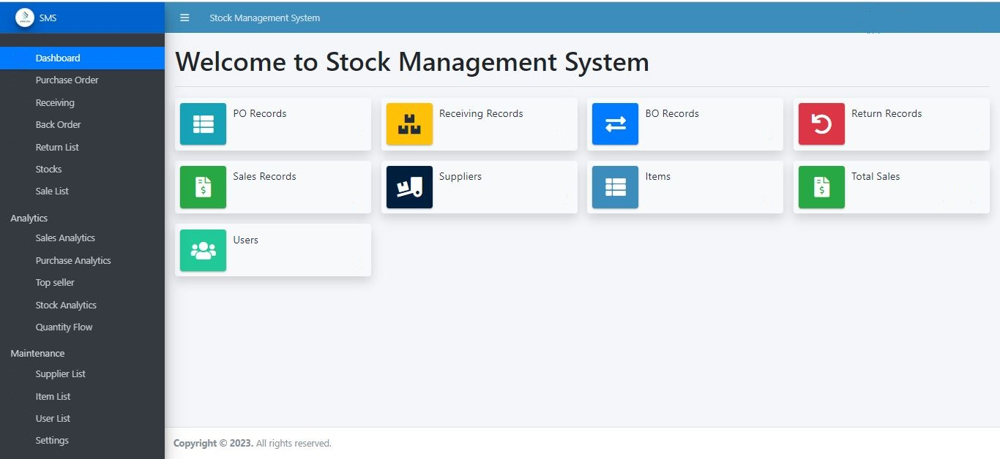 SMS
Stock Management System
Dashboard
Purchase Order
Receiving
Back Order
Return List
Stocks
Sale List
Analytics
Sales Analytics
Purchase Analytics
Top seller
Stock Analytics
Quantity Flow
Maintenance
Supplier List
Item List
User List
Settings
Welcome to Stock Management System
PO Records
Receiving Records
BO Records
Return Records
Sales Records
Suppliers
Items
Total Sales
Users
Copyright © 2023. All rights reserved.